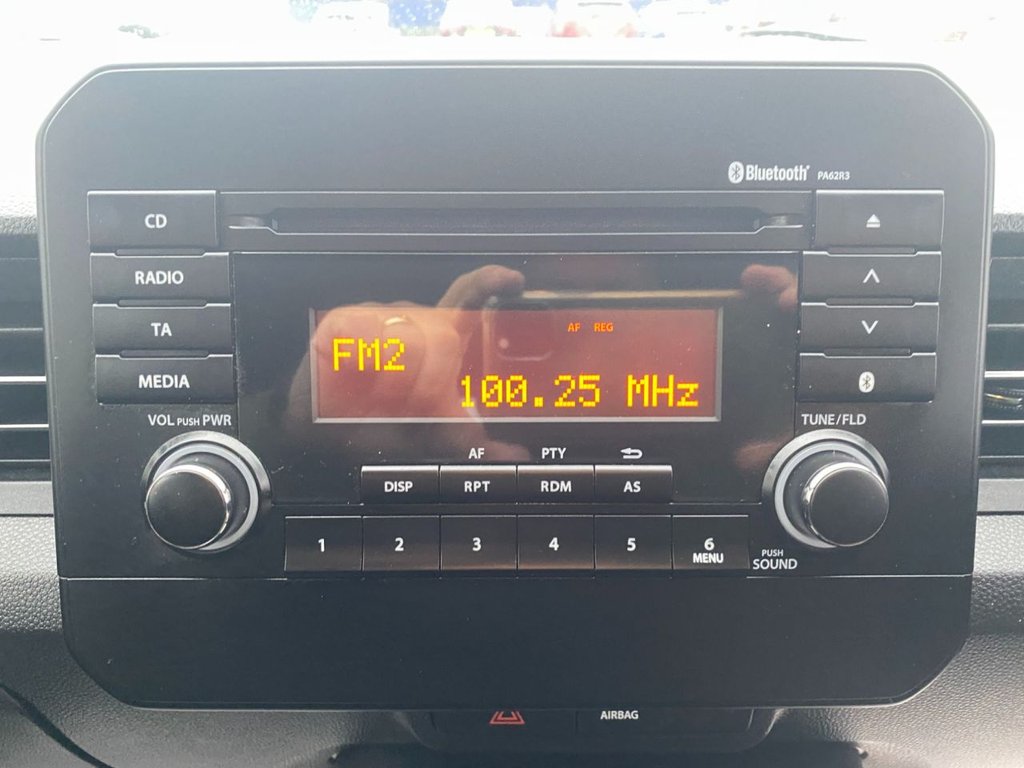 Bluetooth PA62R3
CD
RADIO
TA
MEDIA
AF REG
FM2
100.25 MHz
VOL PUSH PWR
TUNE/FLD
AF PTY
DISP RPT RDM AS
1 2 3 4 5 6
MENU
PUSH
SOUND
AIRBAG